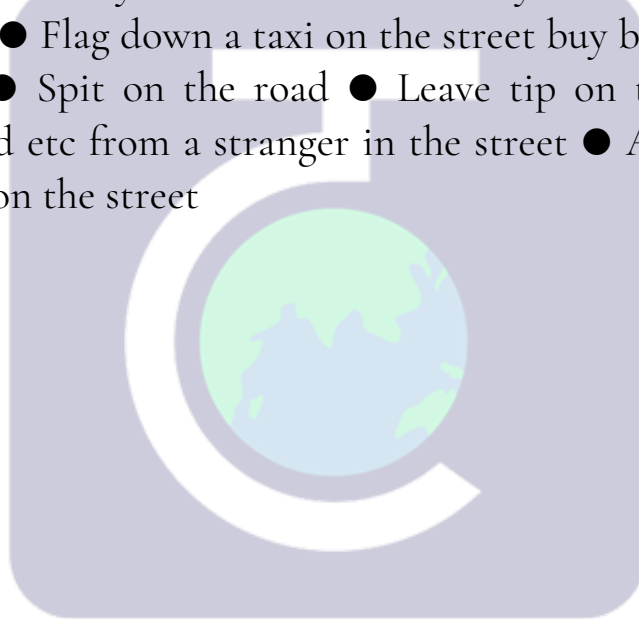 ● Flag down a taxi on the street buy
● Spit on the road ● Leave tip on
etc from a stranger in the street ●
on the street